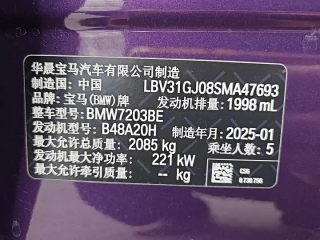 华晨宝马汽车有限公司制造
制造国: 中国 LBV31GJ08SMA47693
品牌: 宝马(BMW)牌 发动机排量: 1998 mL
整车型号: BMW7203BE
发动机型号: B48A20H 制造年月: 2025-01
最大允许总质量: 2085 kg 乘坐人数: 5
发动机最大净功率: 221 kW
最大允许牵引质量: -- kg